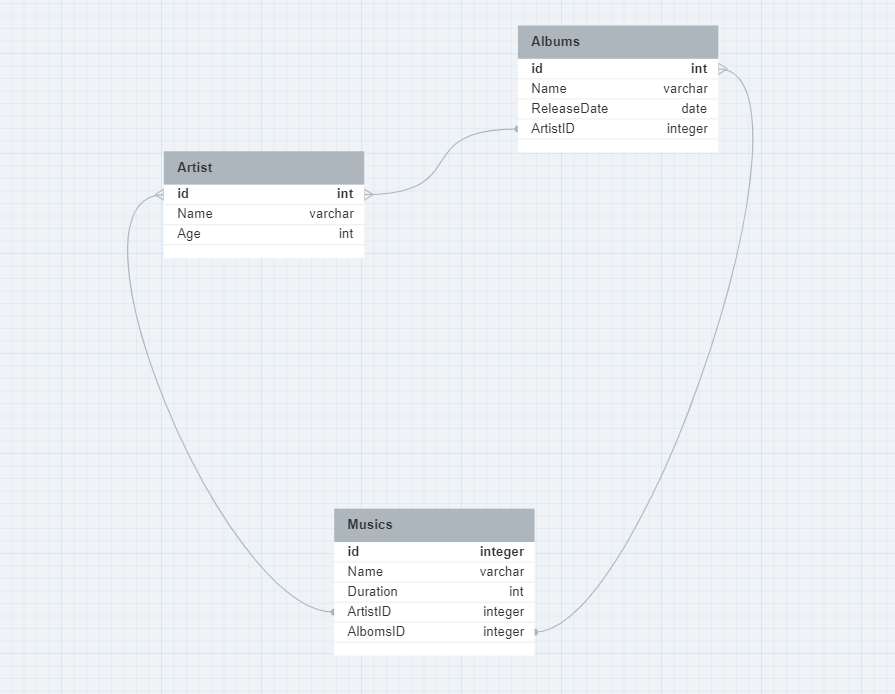 Albums
id int
Name varchar
ReleaseDate date
ArtistID integer
Artist
id int
Name varchar
Age int
Musics
id integer
Name varchar
Duration int
ArtistID integer
AlbomsID integer